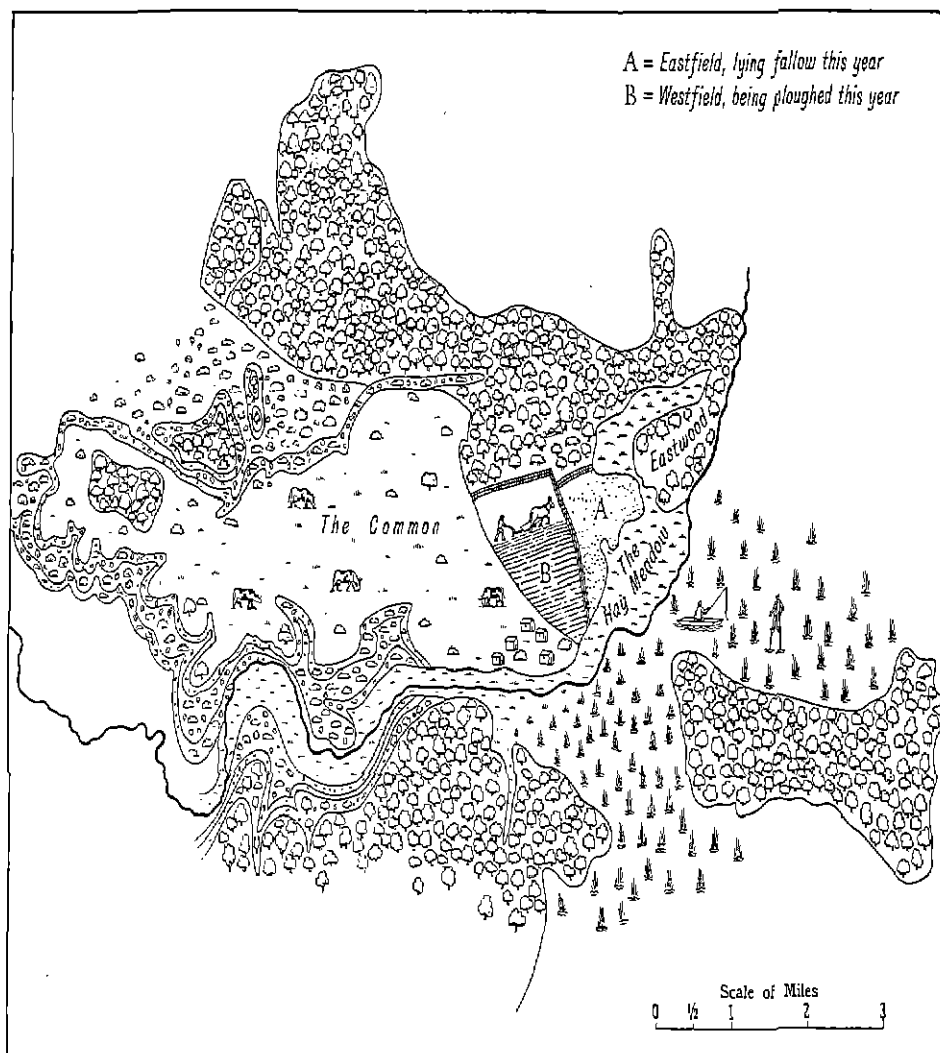 A = Eastfield, lying fallow this year
B = Westfield, being ploughed this year
Eastwood
The Common
A
B
The
Hay Meadow
Scale of Miles
0 ½ 1 2 3